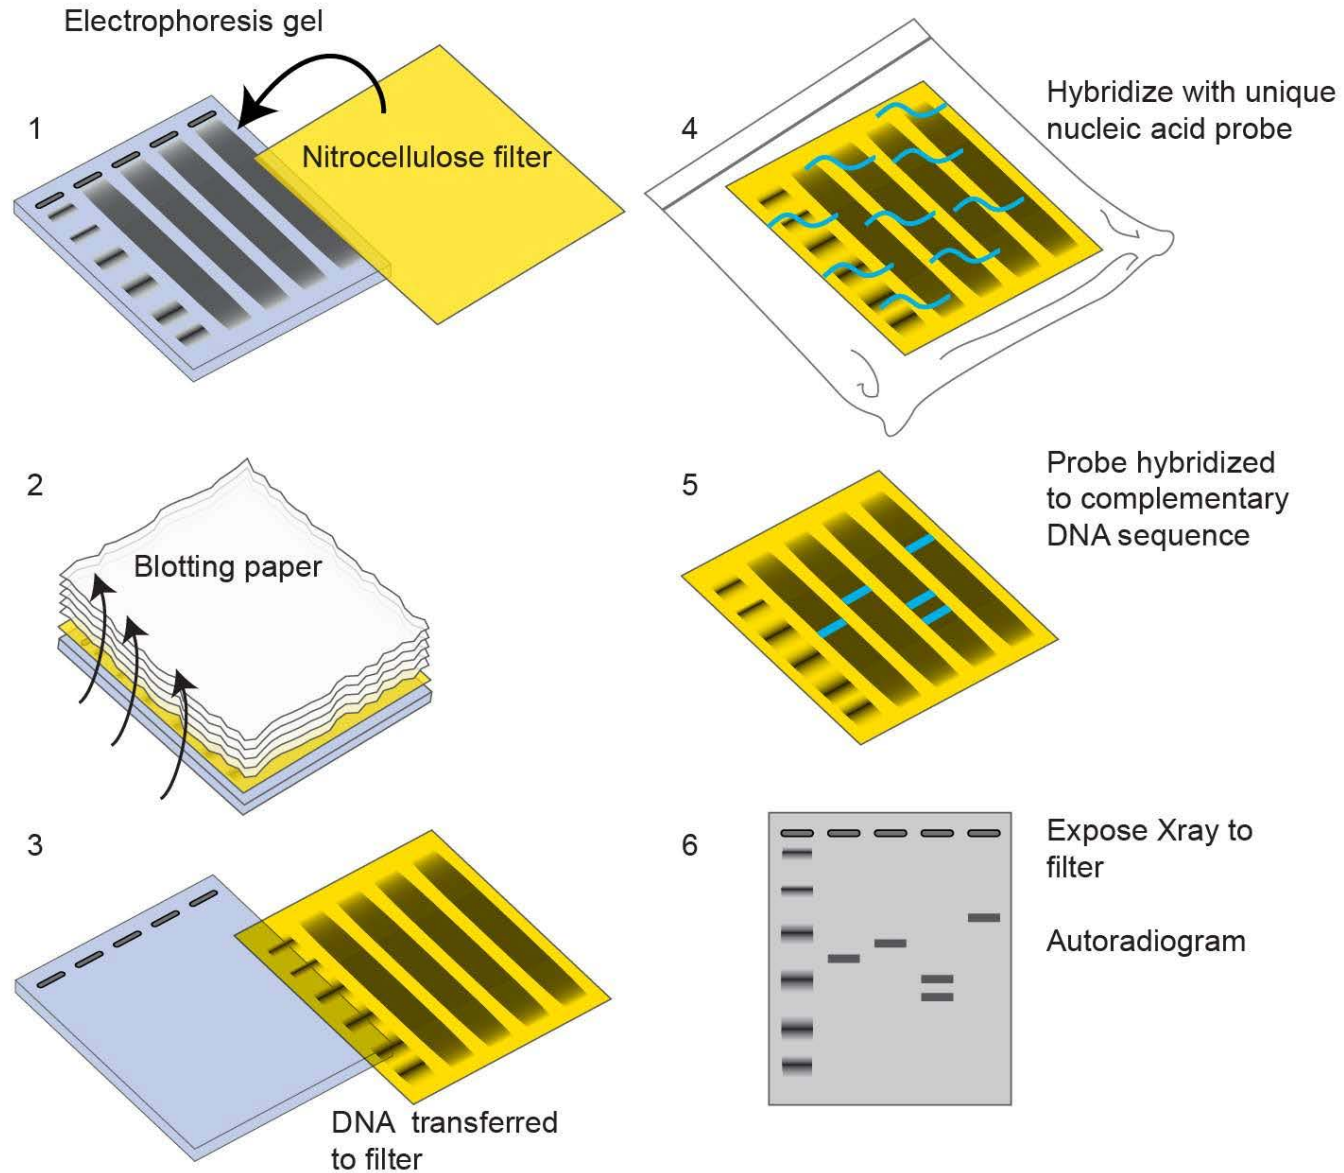 Electrophoresis gel
1
Nitrocellulose filter
2
Blotting paper
3
DNA transferred
to filter
4
Hybridize with unique
nucleic acid probe
5
Probe hybridized
to complementary
DNA sequence
6
Expose Xray to
filter
Autoradiogram